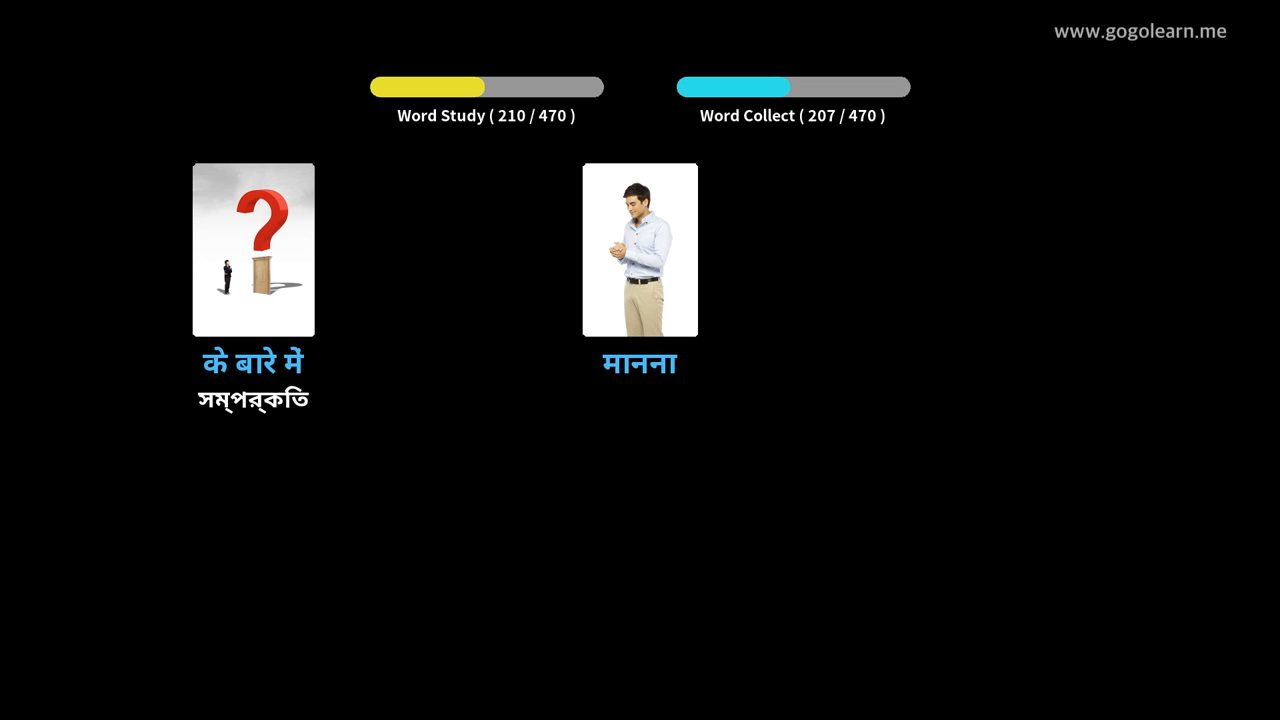 www.gogolearn.me
Word Study ( 210 / 470 )
Word Collect ( 207 / 470 )
के बारे में
সম্পর্কতি
मानना